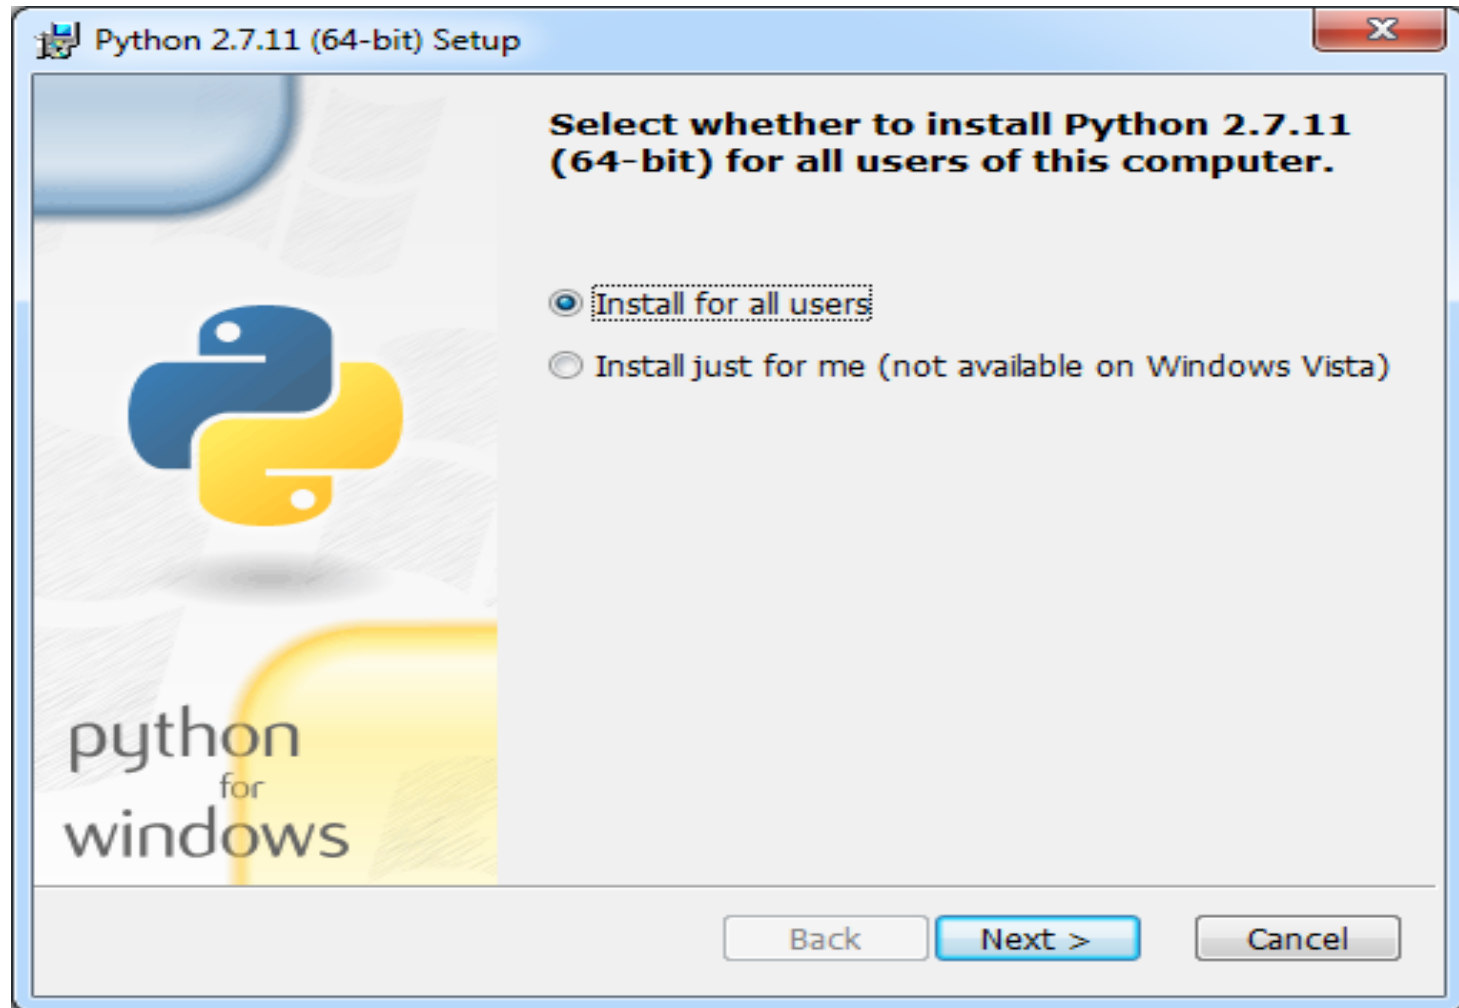 Python 2.7.11 (64-bit) Setup
Select whether to install Python 2.7.11
(64-bit) for all users of this computer.
Install for all users
Install just for me (not available on Windows Vista)
python
for
windows
Back
Next >
Cancel